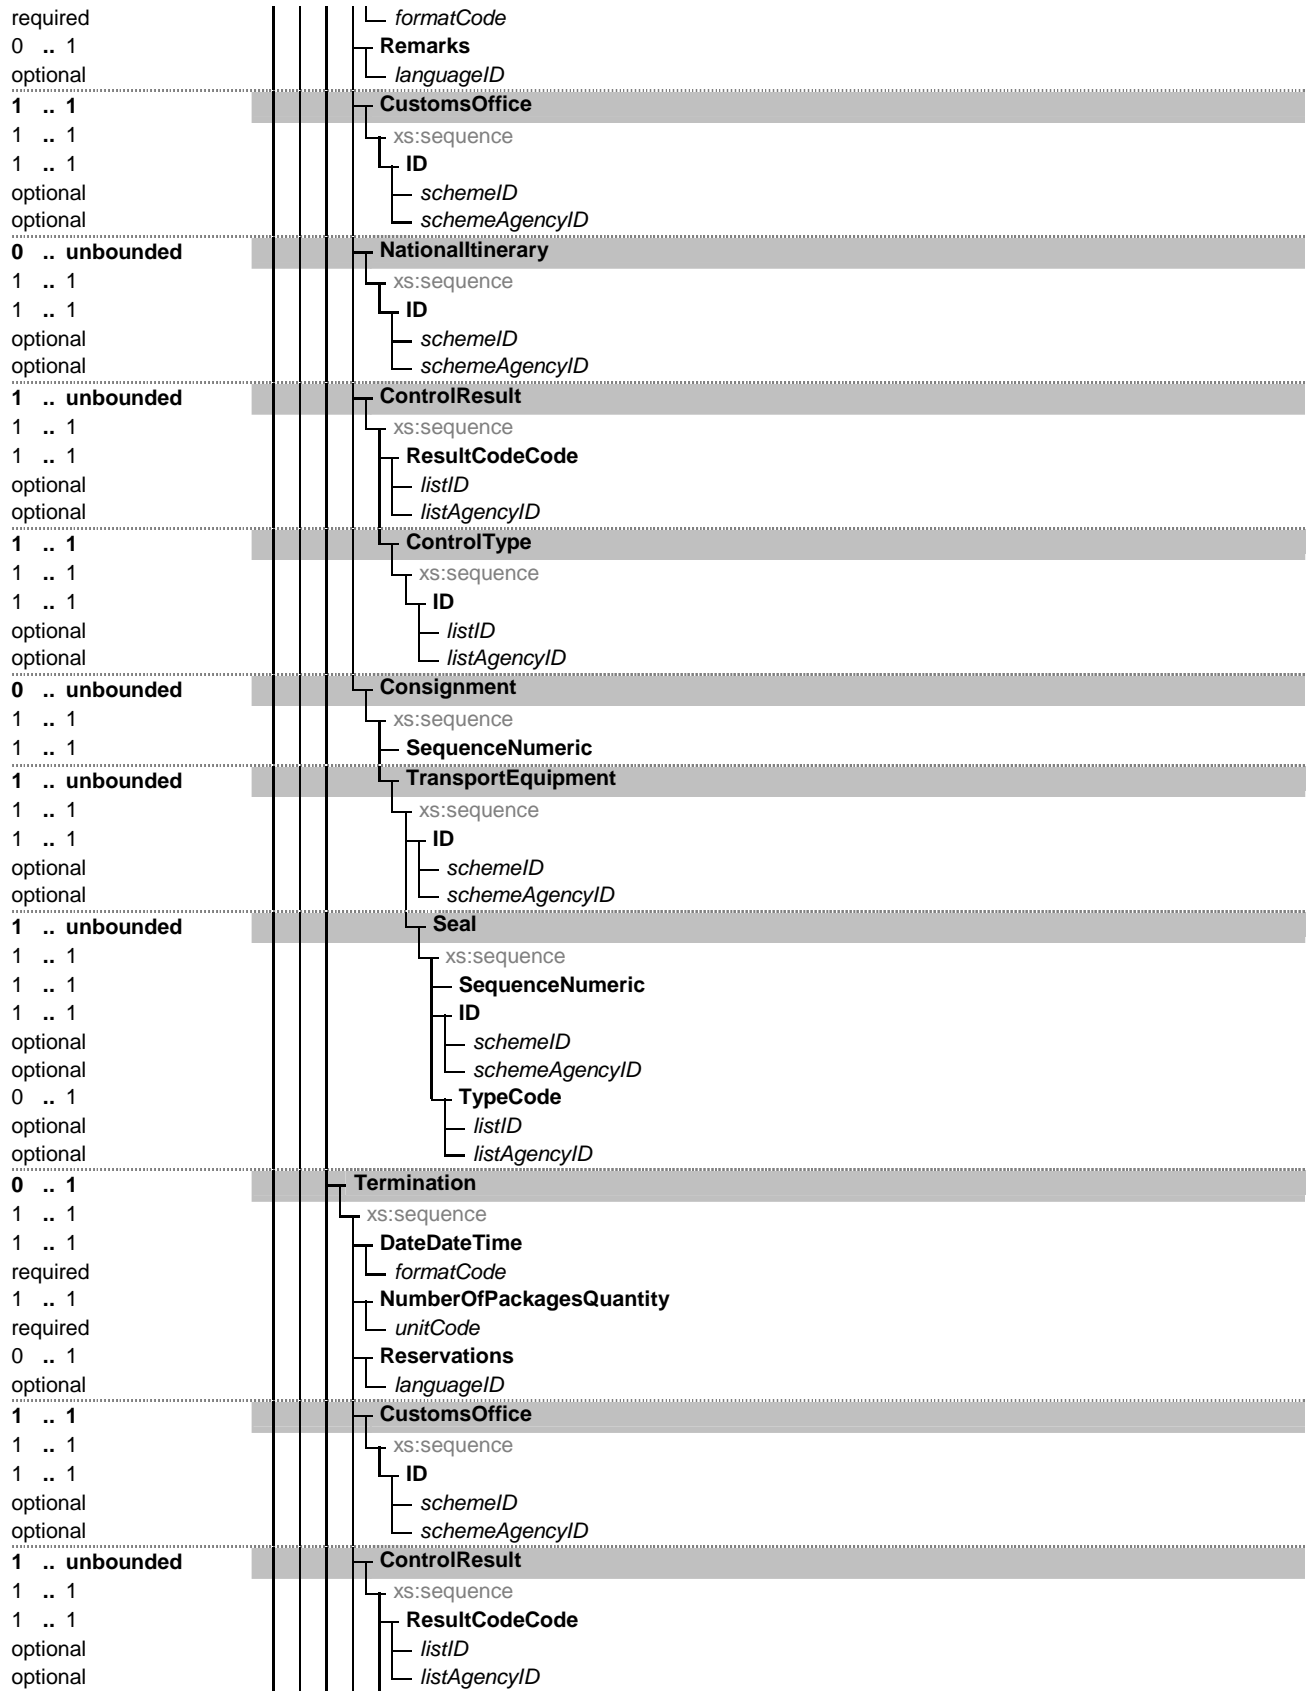 required formatCode
0 .. 1 Remarks
optional languageID
1 .. 1 CustomsOffice
1 .. 1 xs:sequence
1 .. 1 ID
optional schemeID
optional schemeAgencyID
0 .. unbounded NationalItinerary
1 .. 1 xs:sequence
1 .. 1 ID
optional schemeID
optional schemeAgencyID
1 .. unbounded ControlResult
1 .. 1 xs:sequence
1 .. 1 ResultCodeCode
optional listID
optional listAgencyID
1 .. 1 ControlType
1 .. 1 xs:sequence
1 .. 1 ID
optional listID
optional listAgencyID
0 .. unbounded Consignment
1 .. 1 xs:sequence
1 .. 1 SequenceNumeric
1 .. unbounded TransportEquipment
1 .. 1 xs:sequence
1 .. 1 ID
optional schemeID
optional schemeAgencyID
1 .. unbounded Seal
1 .. 1 xs:sequence
1 .. 1 SequenceNumeric
1 .. 1 ID
optional schemeID
optional schemeAgencyID
0 .. 1 TypeCode
optional listID
optional listAgencyID
0 .. 1 Termination
1 .. 1 xs:sequence
1 .. 1 DateDateTime
required formatCode
1 .. 1 NumberOfPackagesQuantity
required unitCode
0 .. 1 Reservations
optional languageID
1 .. 1 CustomsOffice
1 .. 1 xs:sequence
1 .. 1 ID
optional schemeID
optional schemeAgencyID
1 .. unbounded ControlResult
1 .. 1 xs:sequence
1 .. 1 ResultCodeCode
optional listID
optional listAgencyID